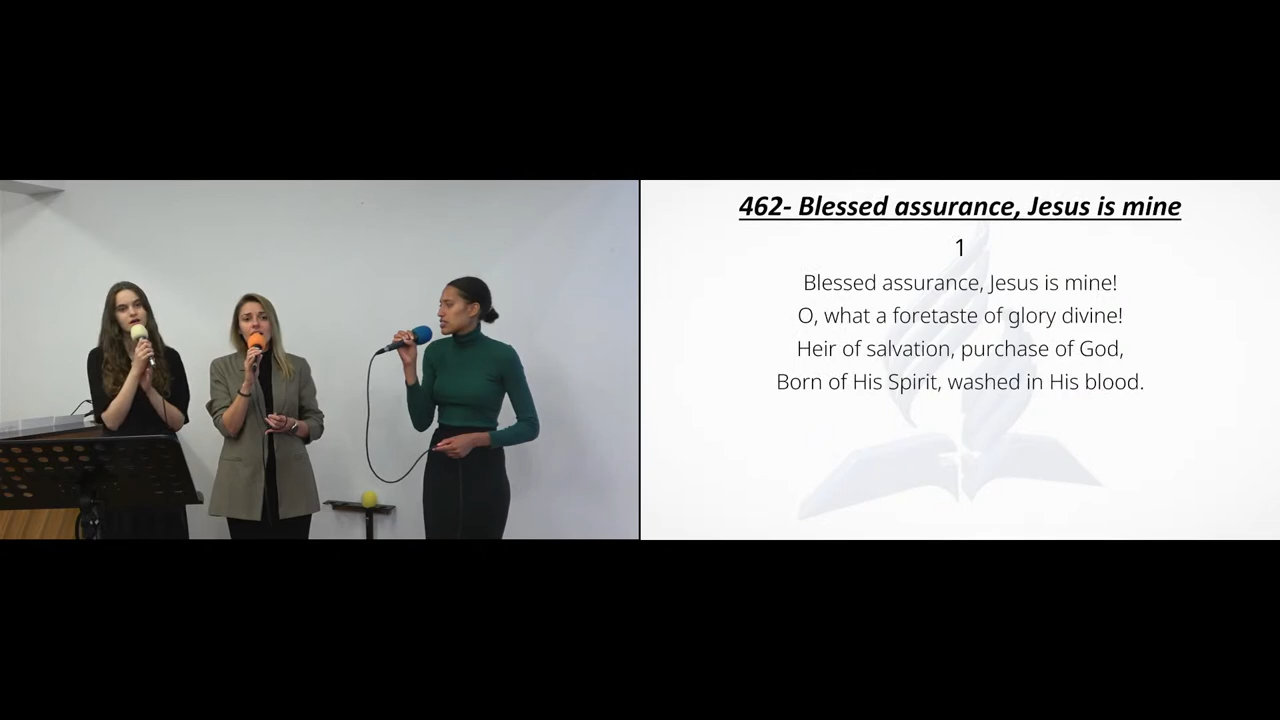 462- Blessed assurance, Jesus is mine
1
Blessed assurance, Jesus is mine!
O, what a foretaste of glory divine!
Heir of salvation, purchase of God,
Born of His Spirit, washed in His blood.